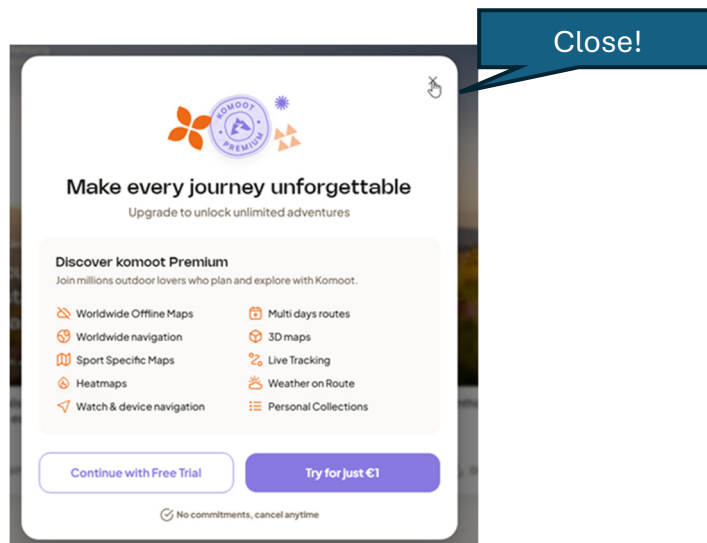 Close!
KOMOOT
PREMIUM
Make every journey unforgettable
Upgrade to unlock unlimited adventures
Discover komoot Premium
Join millions outdoor lovers who plan and explore with Komoot.
Worldwide Offline Maps
Multi days routes
Worldwide navigation
3D maps
Sport Specific Maps
Live Tracking
Heatmaps
Weather on Route
Watch & device navigation
Personal Collections
Continue with Free Trial
Try for just €1
No commitments, cancel anytime